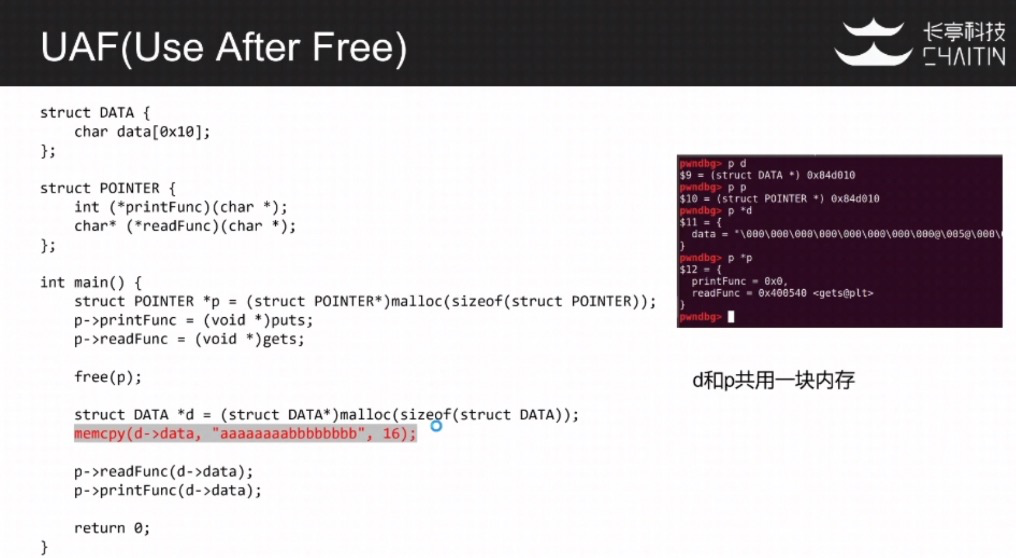 UAF(Use After Free)
长亭科技
CHAITIN
struct DATA {
    char data[0x10];
};
struct POINTER {
    int (*printFunc)(char *);
    char* (*readFunc)(char *);
};
int main() {
    struct POINTER *p = (struct POINTER*)malloc(sizeof(struct POINTER));
    p->printFunc = (void *)puts;
    p->readFunc = (void *)gets;
    free(p);
    struct DATA *d = (struct DATA*)malloc(sizeof(struct DATA));
    memcpy(d->data, "aaaaaaaabbbbbbbb", 16);
    p->readFunc(d->data);
    p->printFunc(d->data);
    return 0;
}
pwndbg> p d
$9 = (struct DATA *) 0x84d010
pwndbg> p p
$10 = (struct POINTER *) 0x84d010
pwndbg> p *d
$11 = {
  data = "\000\000\000\000\000\000\000\000@\005@\000\
}
pwndbg> p *p
$12 = {
  printFunc = 0x0,
  readFunc = 0x400540 <gets@plt>
}
pwndbg>
d和p共用一块内存